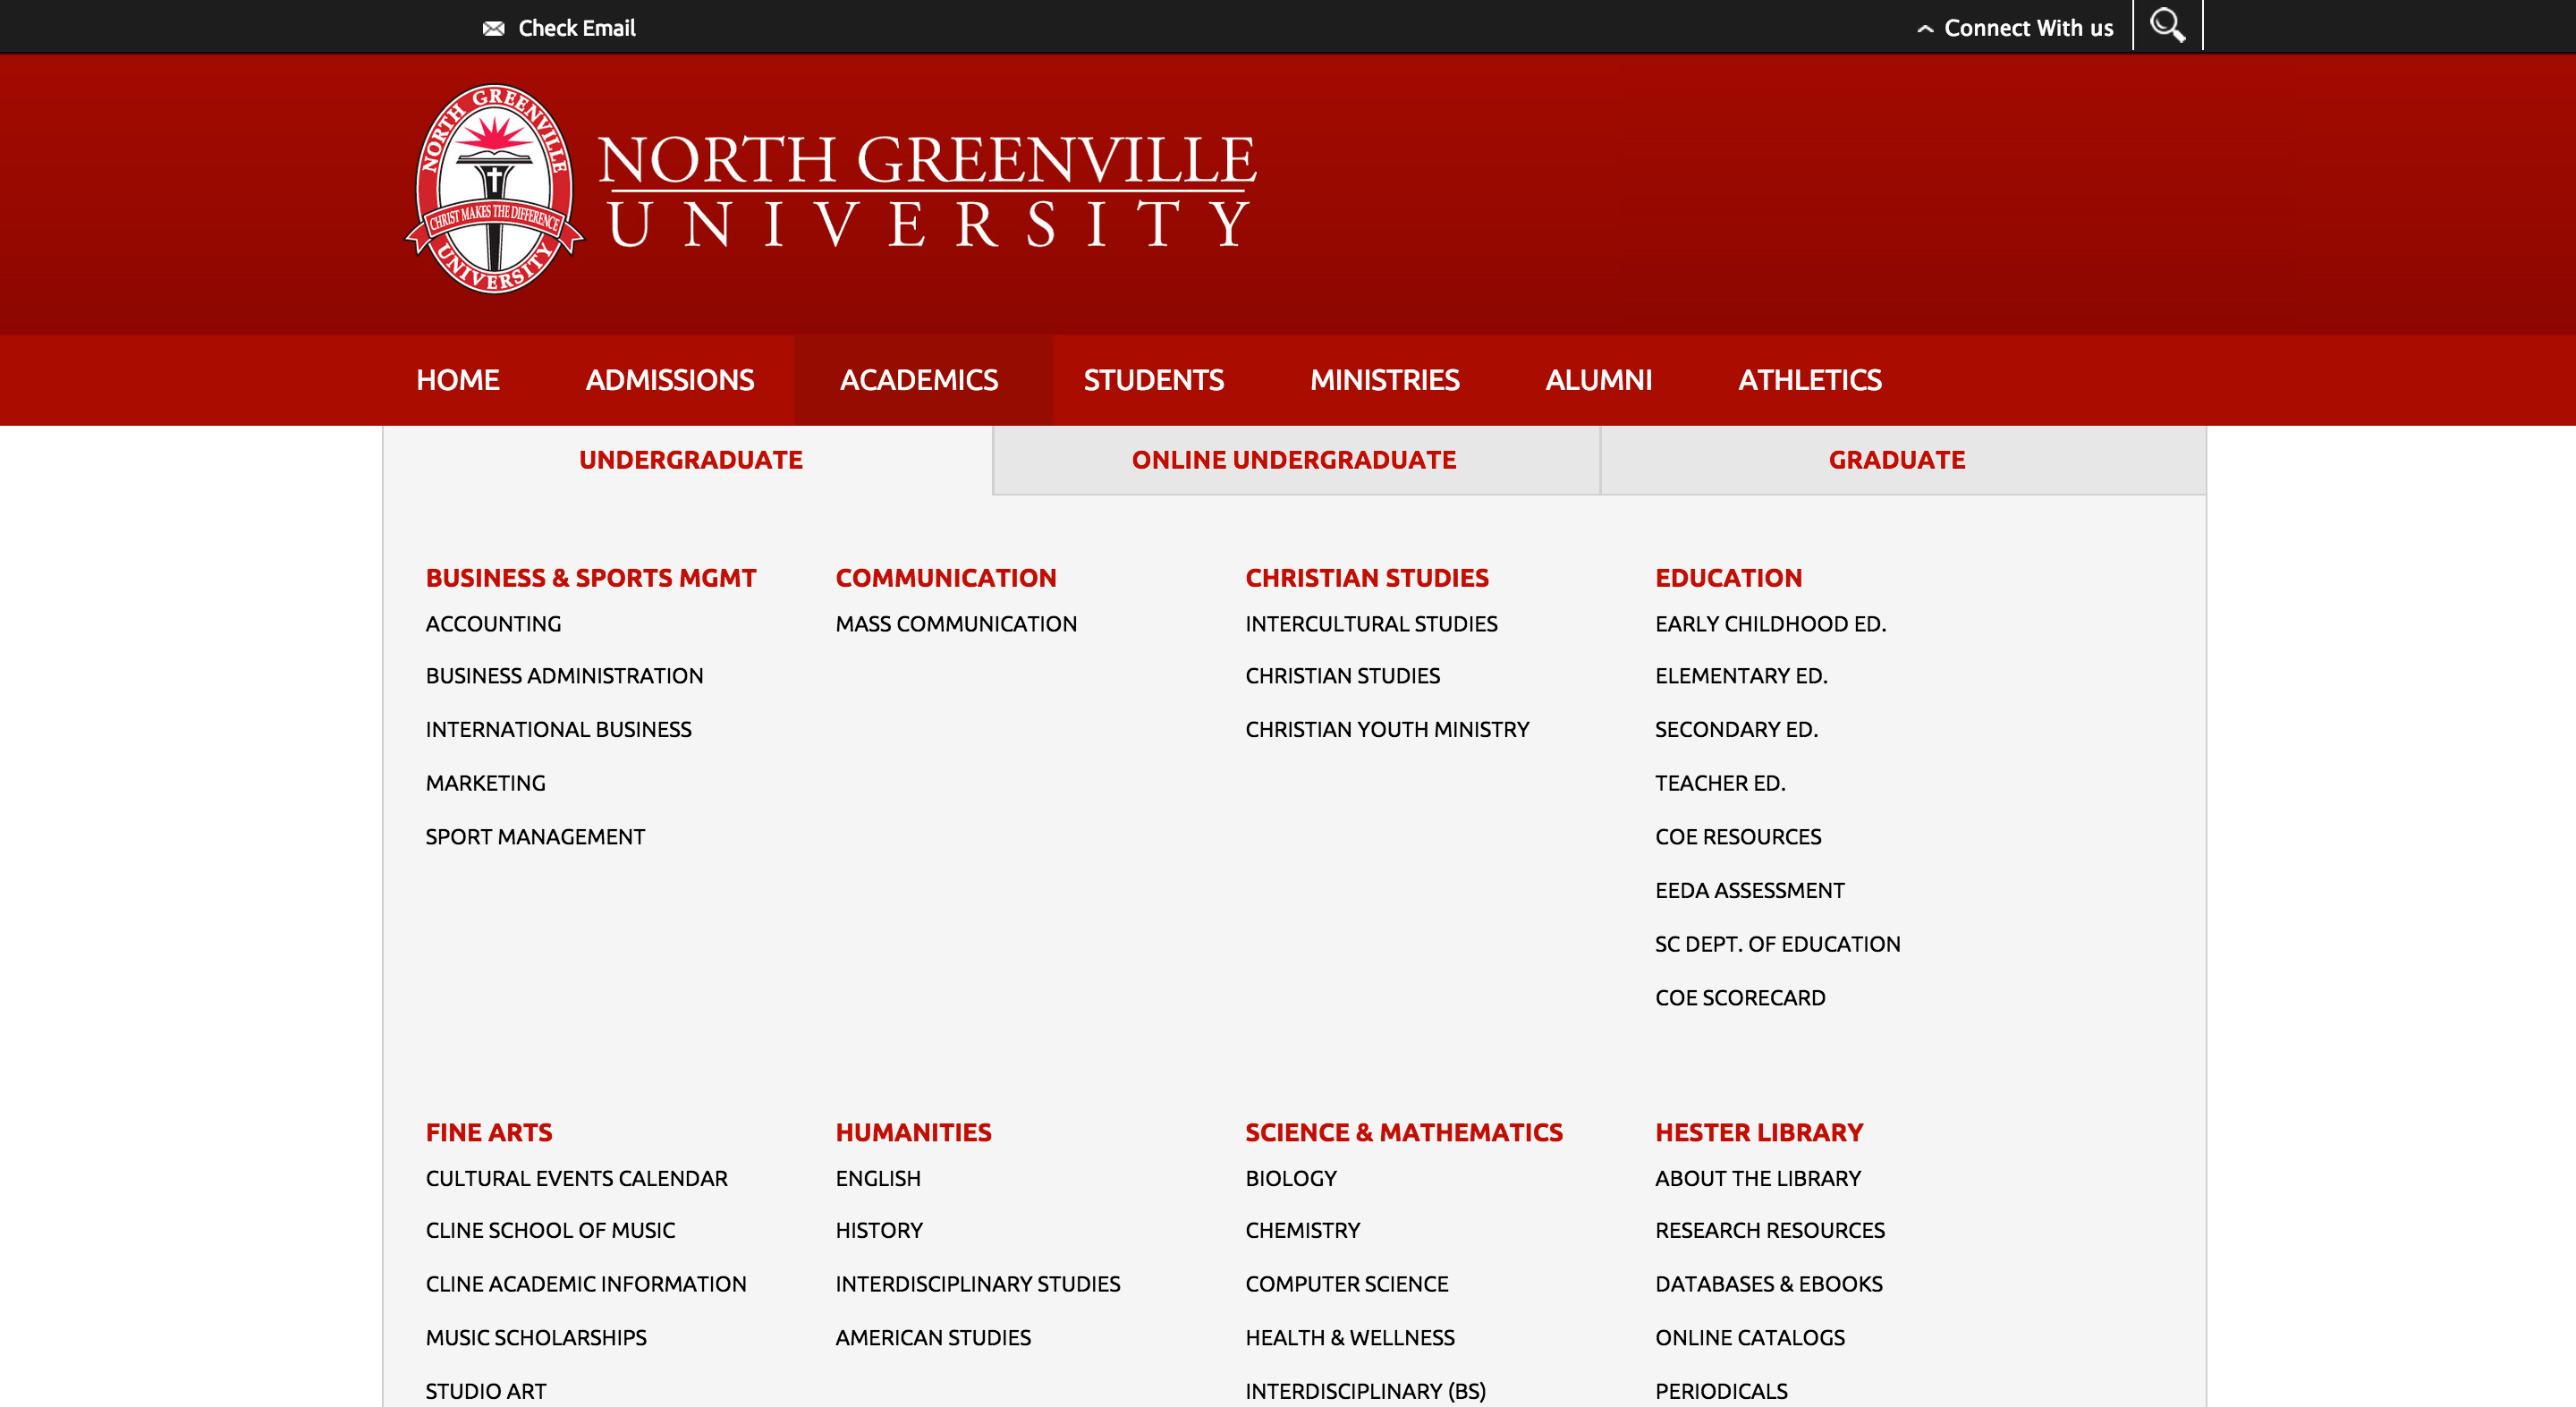 Check Email
Connect With us
NORTH GREENVILLE
UNIVERSITY
CHRIST MAKES THE DIFFERENCE
NORTH GREENVILLE
UNIVERSITY
HOME
ADMISSIONS
ACADEMICS
STUDENTS
MINISTRIES
ALUMNI
ATHLETICS
UNDERGRADUATE
ONLINE UNDERGRADUATE
GRADUATE
BUSINESS & SPORTS MGMT
ACCOUNTING
BUSINESS ADMINISTRATION
INTERNATIONAL BUSINESS
MARKETING
SPORT MANAGEMENT
COMMUNICATION
MASS COMMUNICATION
CHRISTIAN STUDIES
INTERCULTURAL STUDIES
CHRISTIAN STUDIES
CHRISTIAN YOUTH MINISTRY
EDUCATION
EARLY CHILDHOOD ED.
ELEMENTARY ED.
SECONDARY ED.
TEACHER ED.
COE RESOURCES
EEDA ASSESSMENT
SC DEPT. OF EDUCATION
COE SCORECARD
FINE ARTS
CULTURAL EVENTS CALENDAR
CLINE SCHOOL OF MUSIC
CLINE ACADEMIC INFORMATION
MUSIC SCHOLARSHIPS
STUDIO ART
HUMANITIES
ENGLISH
HISTORY
INTERDISCIPLINARY STUDIES
AMERICAN STUDIES
SCIENCE & MATHEMATICS
BIOLOGY
CHEMISTRY
COMPUTER SCIENCE
HEALTH & WELLNESS
INTERDISCIPLINARY (BS)
HESTER LIBRARY
ABOUT THE LIBRARY
RESEARCH RESOURCES
DATABASES & EBOOKS
ONLINE CATALOGS
PERIODICALS